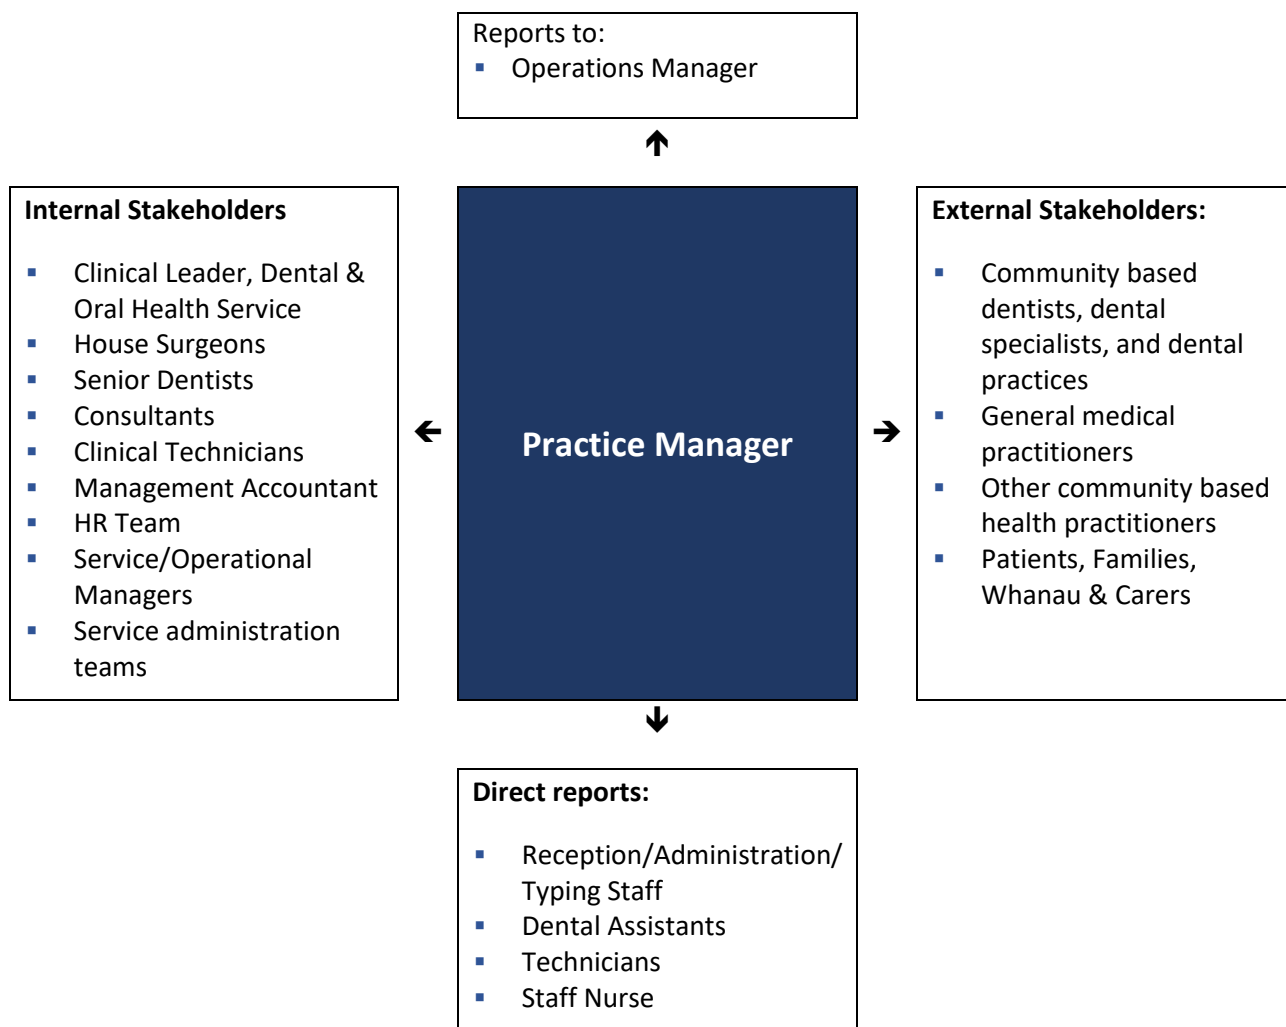 Reports to:
▪ Operations Manager
Internal Stakeholders
▪ Clinical Leader, Dental &
Oral Health Service
▪ House Surgeons
▪ Senior Dentists
▪ Consultants
▪ Clinical Technicians
▪ Management Accountant
▪ HR Team
▪ Service/Operational
Managers
▪ Service administration
teams
Practice Manager
External Stakeholders:
▪ Community based
dentists, dental
specialists, and dental
practices
▪ General medical
practitioners
▪ Other community based
health practitioners
▪ Patients, Families,
Whanau & Carers
Direct reports:
▪ Reception/Administration/
Typing Staff
▪ Dental Assistants
▪ Technicians
▪ Staff Nurse